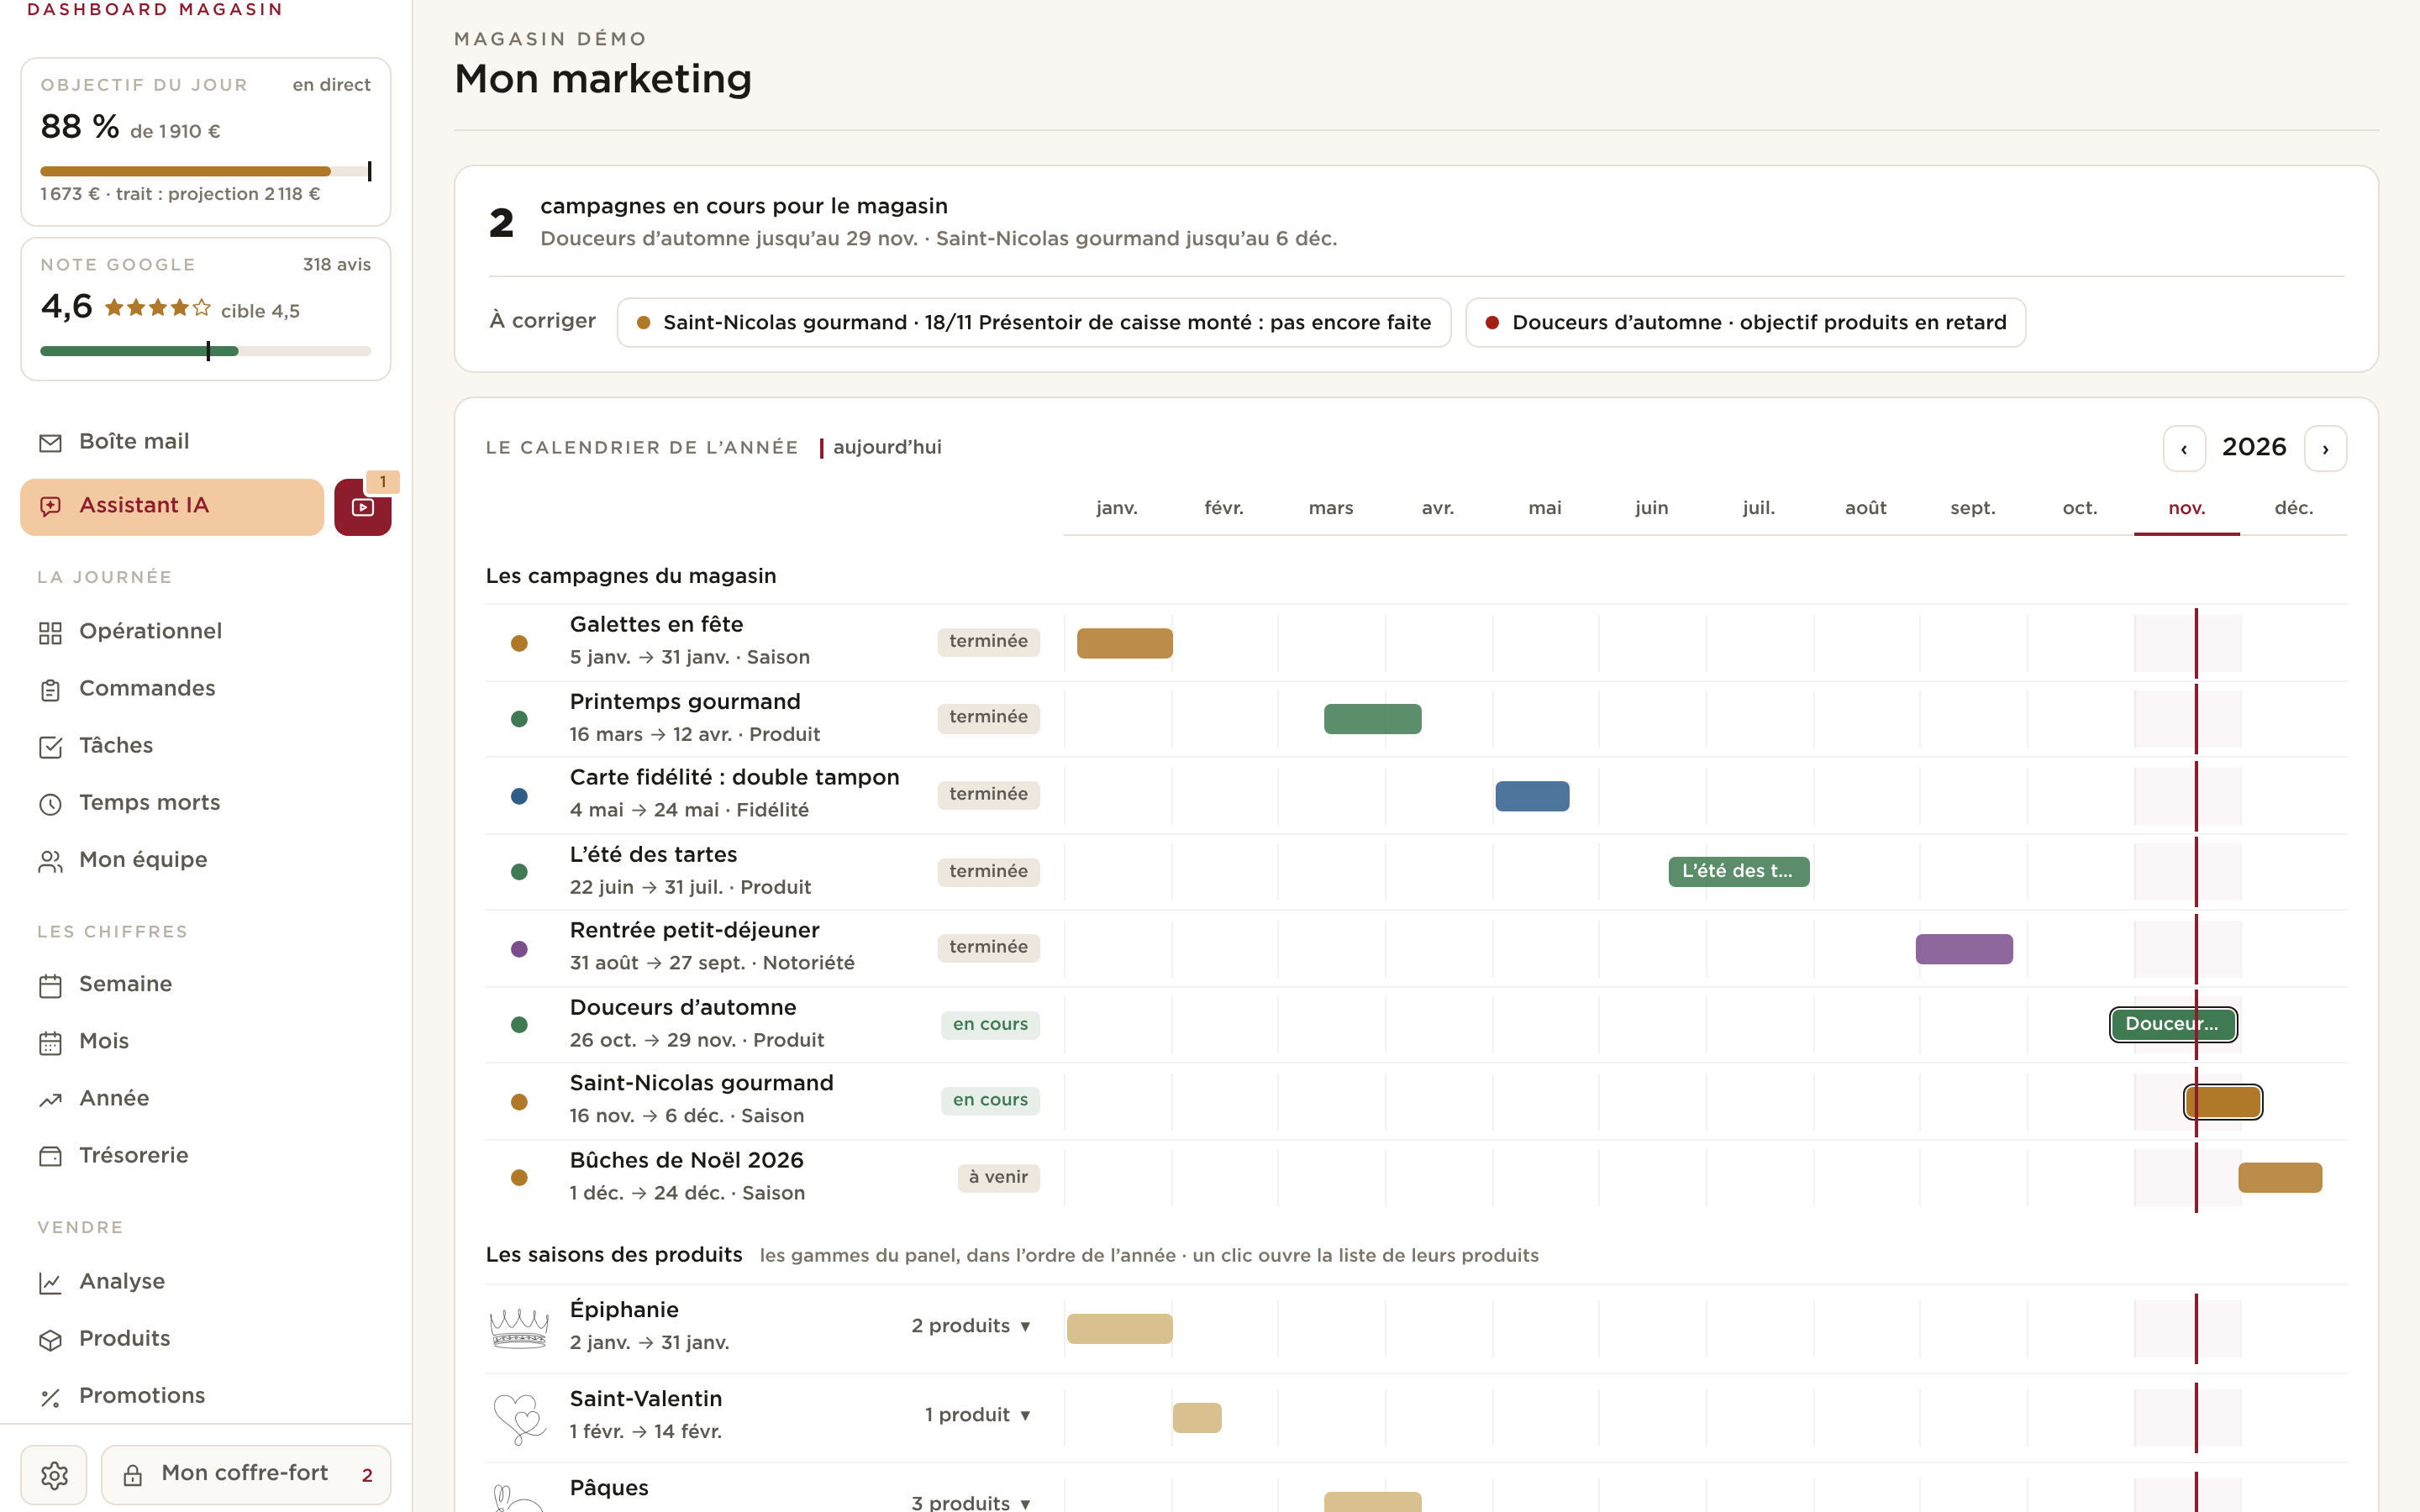 DASHBOARD MAGASIN
OBJECTIF DU JOUR en direct
88 % de 1 910 €
1 673 € · trait : projection 2 118 €
NOTE GOOGLE 318 avis
4,6 cible 4,5
Boîte mail
Assistant IA 1
LA JOURNÉE
Opérationnel
Commandes
Tâches
Temps morts
Mon équipe
LES CHIFFRES
Semaine
Mois
Année
Trésorerie
VENDRE
Analyse
Produits
Promotions
Mon coffre-fort 2
MAGASIN DÉMO
Mon marketing
2 campagnes en cours pour le magasin
Douceurs d’automne jusqu’au 29 nov. · Saint-Nicolas gourmand jusqu’au 6 déc.
À corriger Saint-Nicolas gourmand · 18/11 Présentoir de caisse monté : pas encore faite Douceurs d’automne · objectif produits en retard
LE CALENDRIER DE L’ANNÉE aujourd’hui ‹ 2026 ›
janv. févr. mars avr. mai juin juil. août sept. oct. nov. déc.
Les campagnes du magasin
Galettes en fête
5 janv. → 31 janv. · Saison
terminée
Printemps gourmand
16 mars → 12 avr. · Produit
terminée
Carte fidélité : double tampon
4 mai → 24 mai · Fidélité
terminée
L’été des tartes
22 juin → 31 juil. · Produit
terminée
L’été des t...
Rentrée petit-déjeuner
31 août → 27 sept. · Notoriété
terminée
Douceurs d’automne
26 oct. → 29 nov. · Produit
en cours
Douceur...
Saint-Nicolas gourmand
16 nov. → 6 déc. · Saison
en cours
Bûches de Noël 2026
1 déc. → 24 déc. · Saison
à venir
Les saisons des produits les gammes du panel, dans l’ordre de l’année · un clic ouvre la liste de leurs produits
Épiphanie
2 janv. → 31 janv.
2 produits ▾
Saint-Valentin
1 févr. → 14 févr.
1 produit ▾
Pâques
3 produits ▾